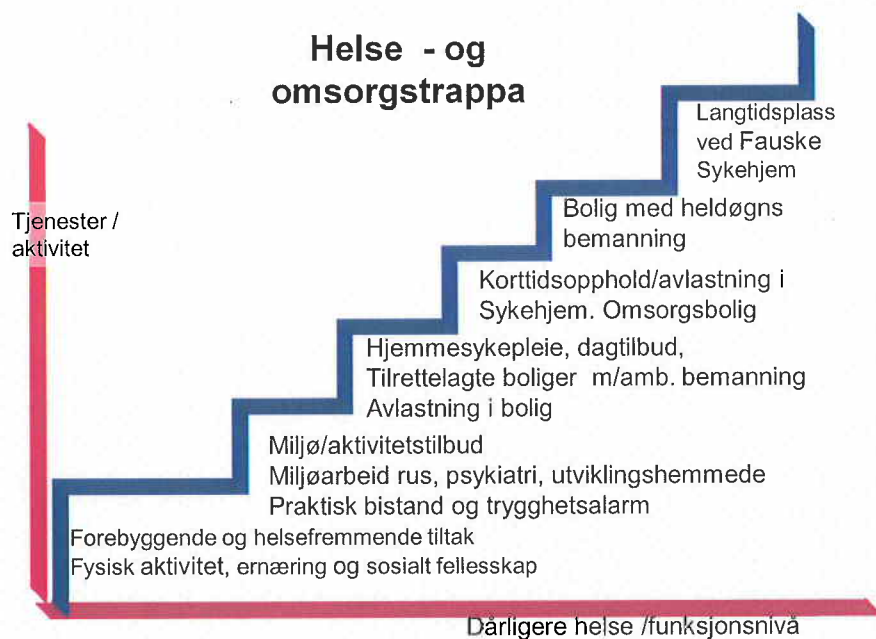 Helse - og
omsorgstrappa
Langtidsplass
ved Fauske
Sykehjem
Tjenester /
aktivitet
Bolig med heldøgns
bemanning
Korttidsopphold/avlastning i
Sykehjem. Omsorgsbolig
Hjemmesykepleie, dagtilbud,
Tilrettelagte boliger m/amb. bemanning
Avlastning i bolig
Miljø/aktivitetstilbud
Miljøarbeid rus, psykiatri, utviklingshemmede
Praktisk bistand og trygghetsalarm
Forebyggende og helsefremmende tiltak
Fysisk aktivitet, ernæring og sosialt fellesskap
Dårligere helse /funksjonsnivå